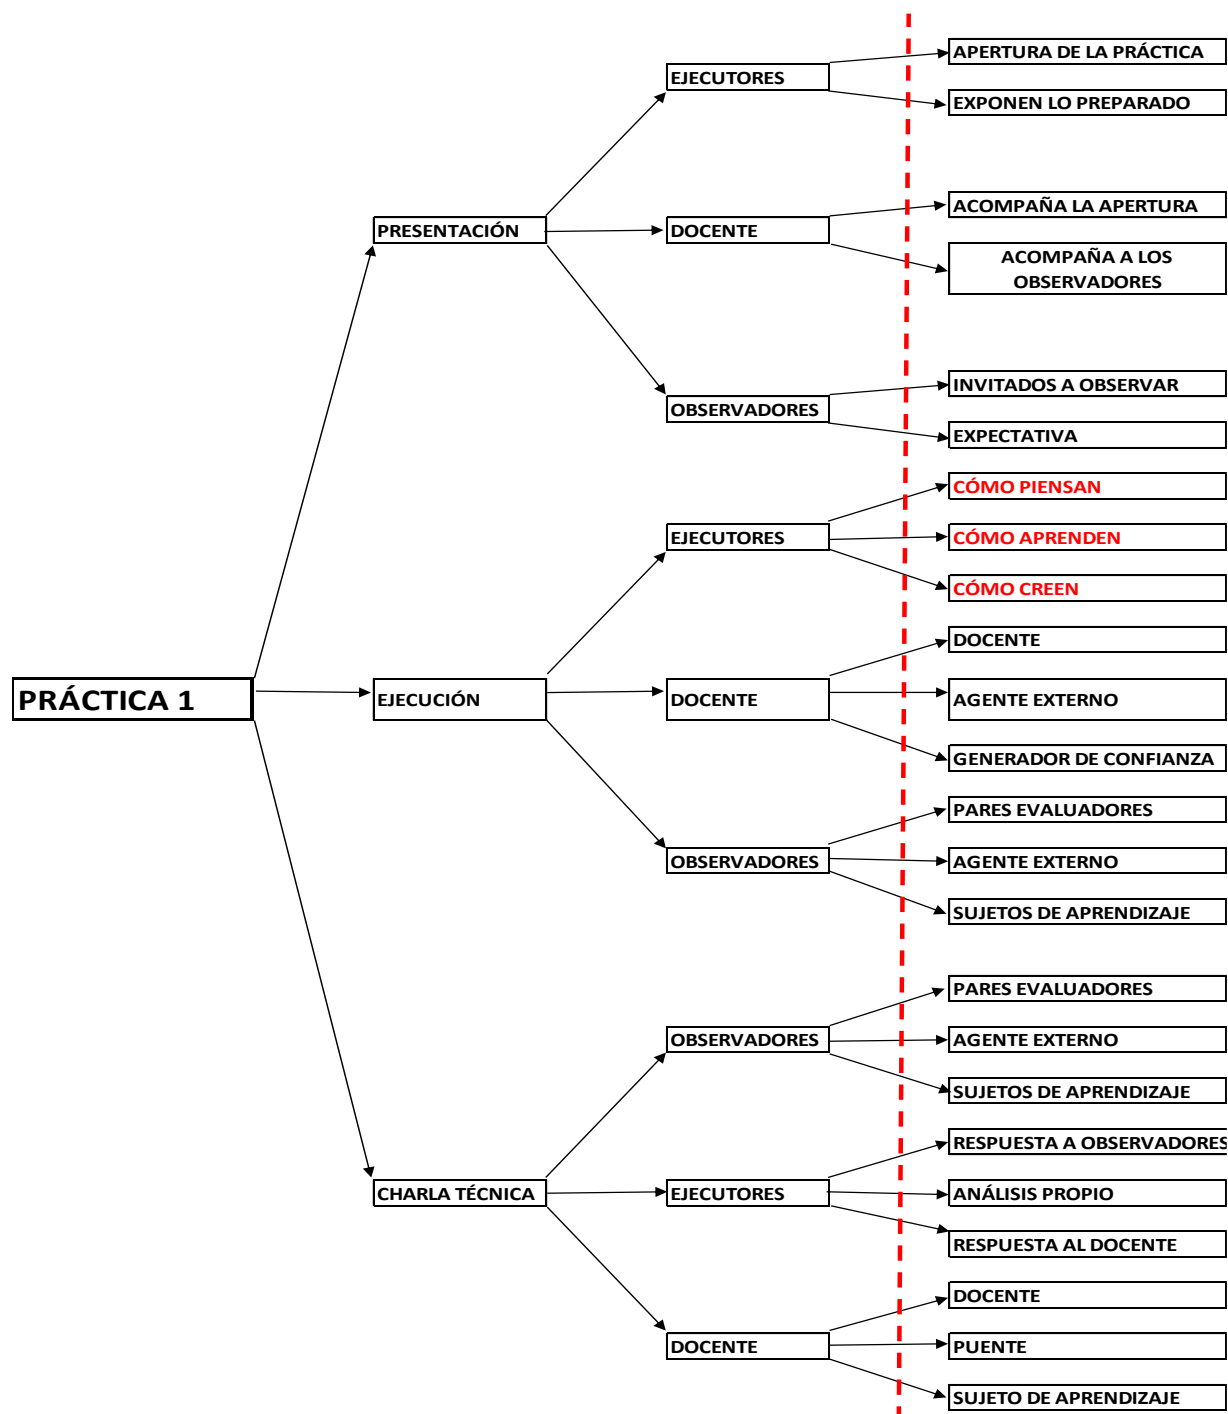 APERTURA DE LA PRÁCTICA
EJECUTORES
EXPONEN LO PREPARADO
ACOMPAÑA LA APERTURA
PRESENTACIÓN
DOCENTE
ACOMPAÑA A LOS
OBSERVADORES
INVITADOS A OBSERVAR
OBSERVADORES
EXPECTATIVA
CÓMO PIENSAN
EJECUTORES
CÓMO APRENDEN
CÓMO CREEN
DOCENTE
PRÁCTICA 1
EJECUCIÓN
DOCENTE
AGENTE EXTERNO
GENERADOR DE CONFIANZA
PARES EVALUADORES
OBSERVADORES
AGENTE EXTERNO
SUJETOS DE APRENDIZAJE
PARES EVALUADORES
OBSERVADORES
AGENTE EXTERNO
SUJETOS DE APRENDIZAJE
RESPUESTA A OBSERVADORES
CHARLA TÉCNICA
EJECUTORES
ANÁLISIS PROPIO
RESPUESTA AL DOCENTE
DOCENTE
DOCENTE
PUENTE
SUJETO DE APRENDIZAJE